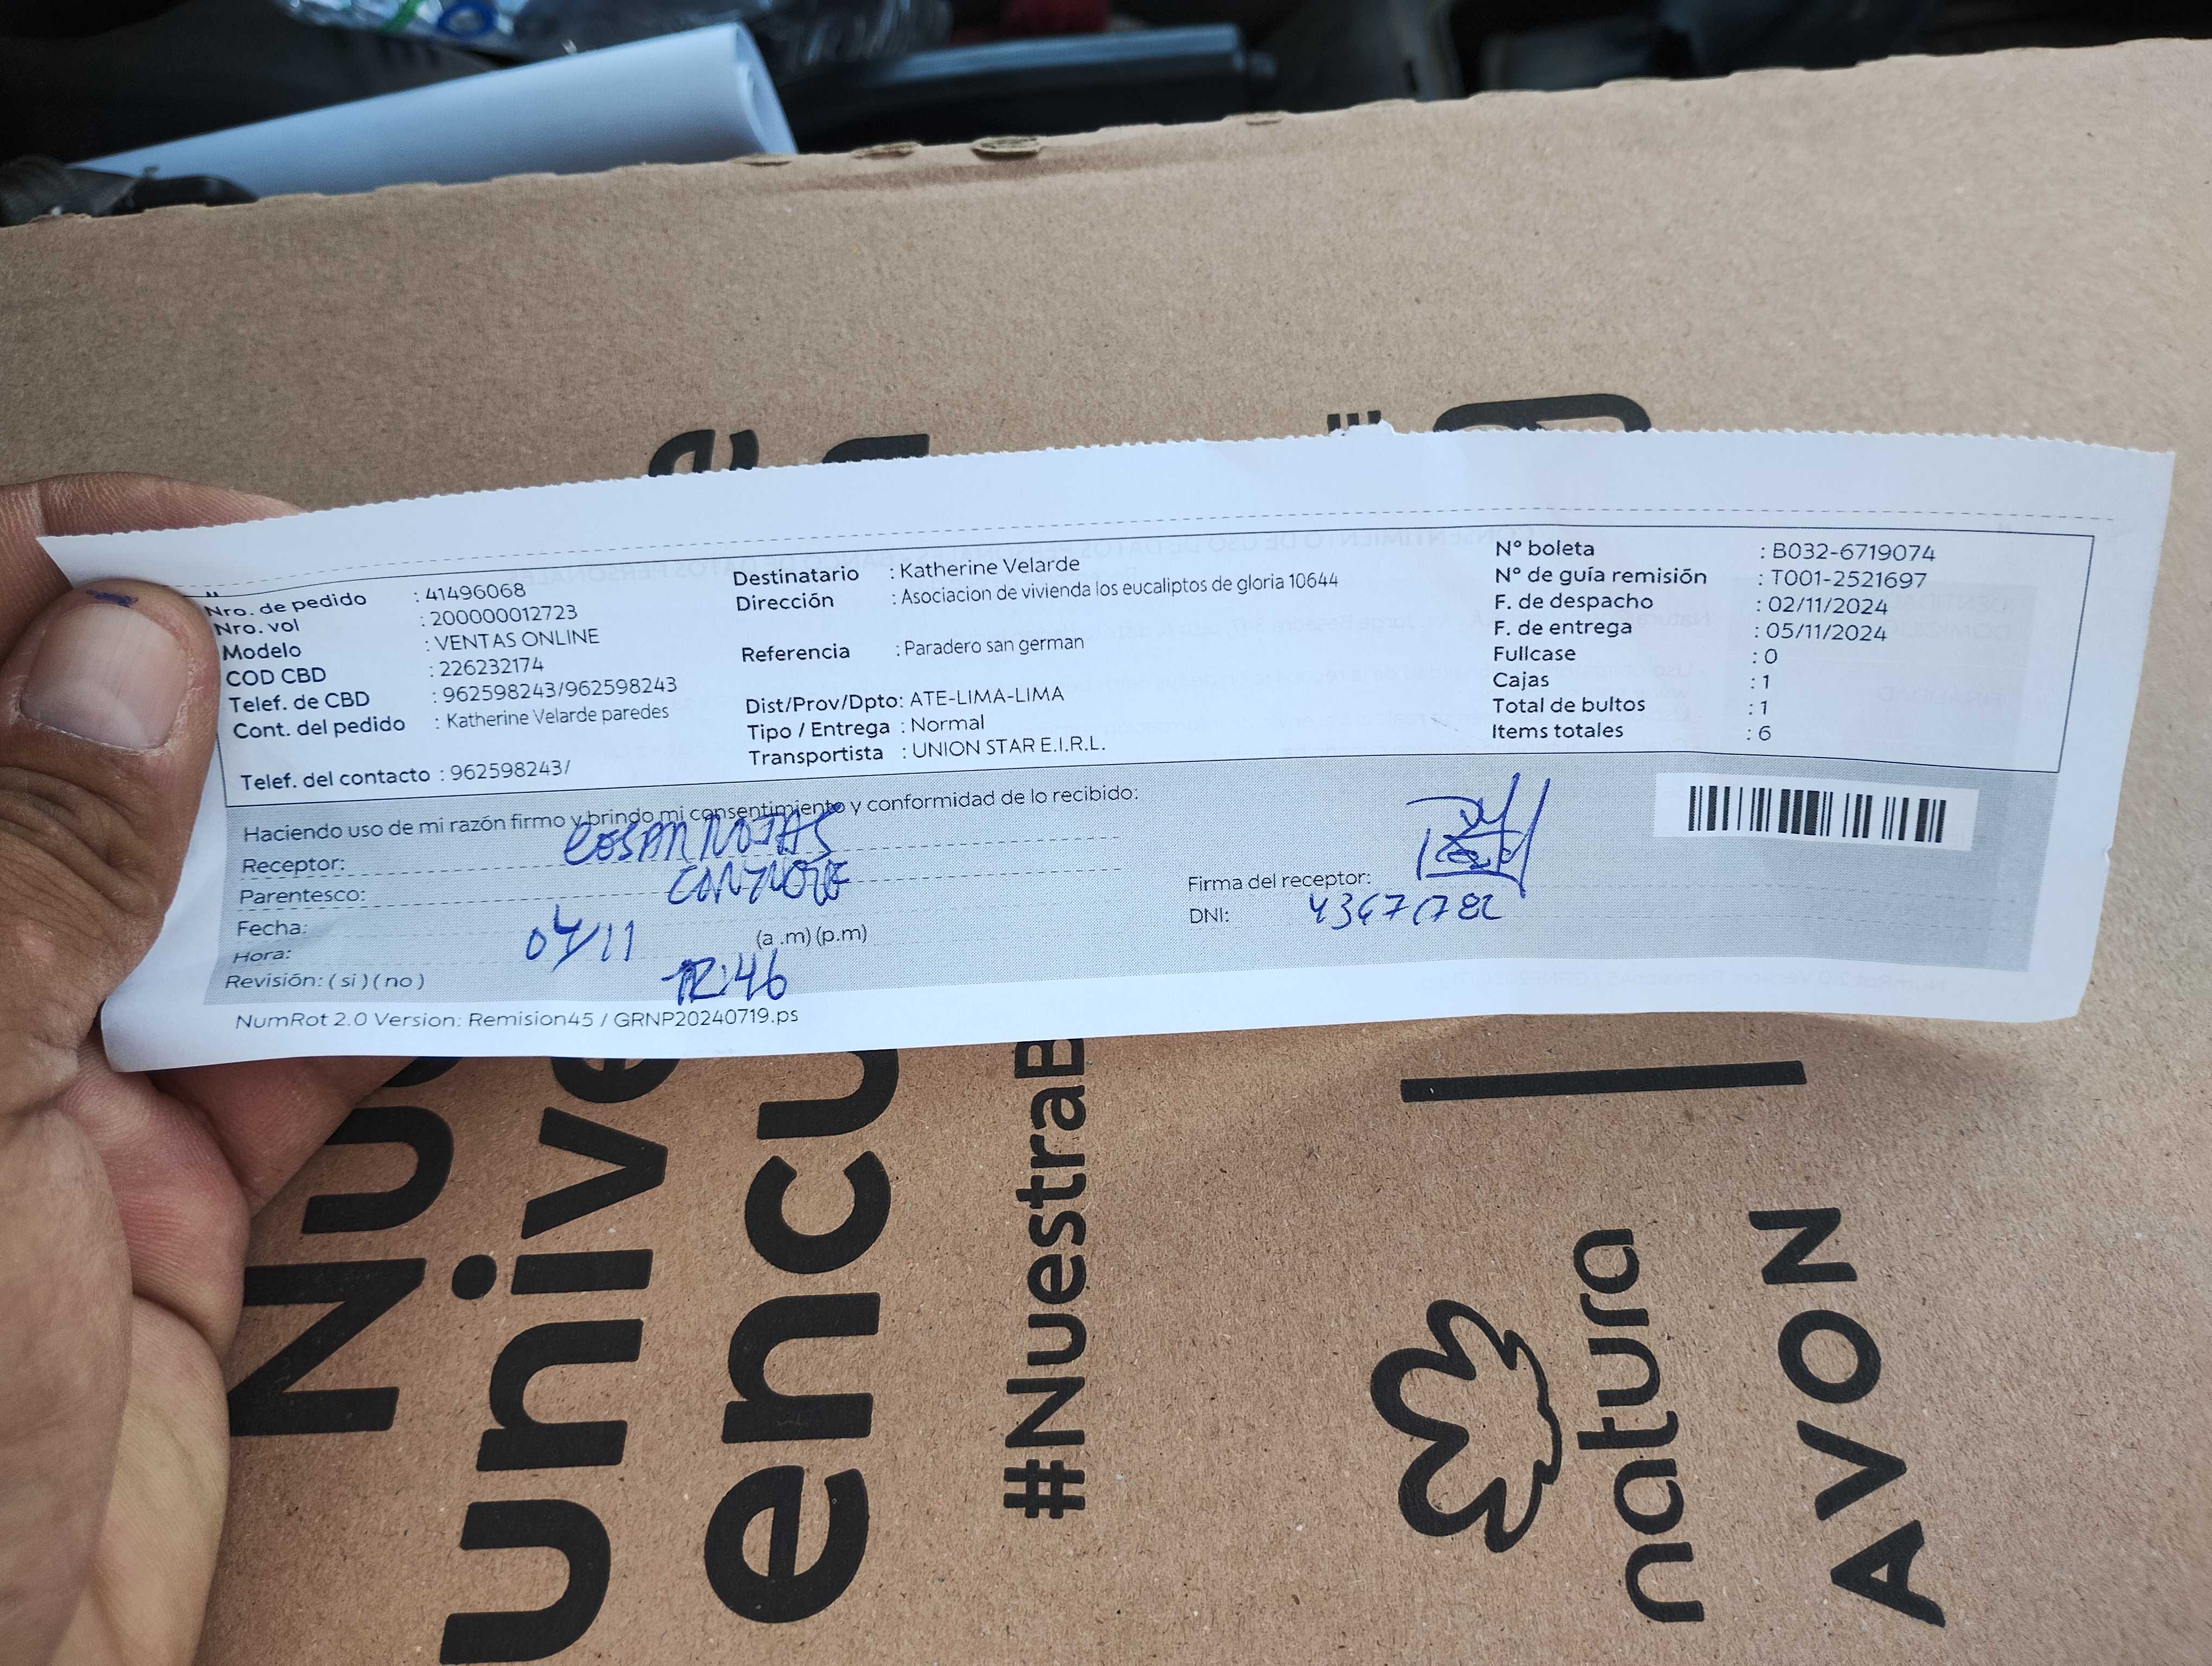 Nro. de pedido : 41496068
Nro. vol : 200000012723
Modelo : VENTAS ONLINE
COD CBD : 226232174
Telef. de CBD : 962598243/962598243
Cont. del pedido : Katherine Velarde paredes
Telef. del contacto : 962598243/
Destinatario : Katherine Velarde
Dirección : Asociacion de vivienda los eucaliptos de gloria 10644
Referencia : Paradero san german
Dist/Prov/Dpto: ATE-LIMA-LIMA
Tipo / Entrega : Normal
Transportista : UNION STAR E.I.R.L.
N° boleta : B032-6719074
N° de guía remisión : T001-2521697
F. de despacho : 02/11/2024
F. de entrega : 05/11/2024
Fullcase : 0
Cajas : 1
Total de bultos : 1
Items totales : 6
Haciendo uso de mi razón firmo y brindo mi consentimiento y conformidad de lo recibido:
Receptor:
Parentesco:
Fecha: 04/11
Hora: 12:46 (a .m) (p.m)
Revisión: ( si ) ( no )
Firma del receptor:
DNI:
NumRot 2.0 Version: Remision45 / GRNP20240719.ps
unive
encu
#NuestraB
natura
AVON